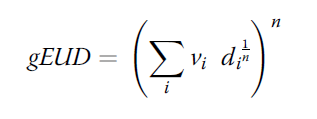 gEUD = (∑_i v_i d_i^{1/n})^n